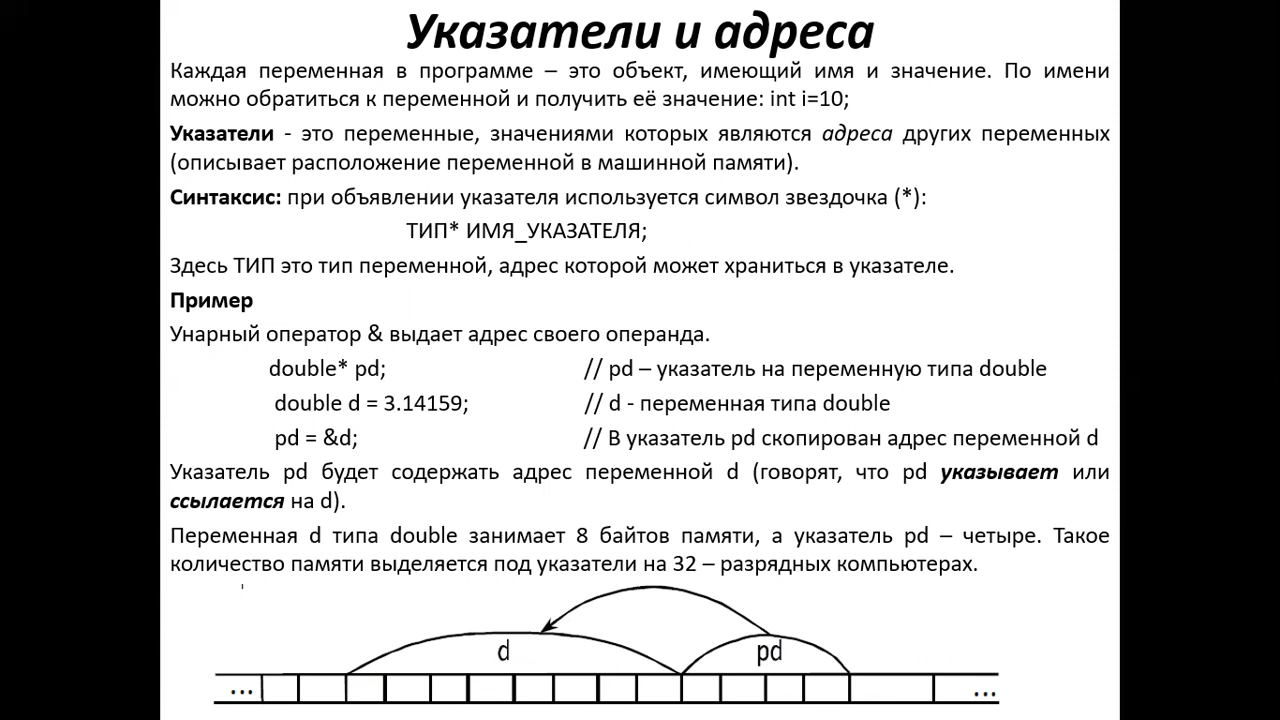 Указатели и адреса
Каждая переменная в программе – это объект, имеющий имя и значение. По имени
можно обратиться к переменной и получить её значение: int i=10;
Указатели - это переменные, значениями которых являются адреса других переменных
(описывает расположение переменной в машинной памяти).
Синтаксис: при объявлении указателя используется символ звездочка (*):
ТИП* ИМЯ_УКАЗАТЕЛЯ;
Здесь ТИП это тип переменной, адрес которой может храниться в указателе.
Пример
Унарный оператор & выдает адрес своего операнда.
double* pd; // pd – указатель на переменную типа double
double d = 3.14159; // d - переменная типа double
pd = &d; // В указатель pd скопирован адрес переменной d
Указатель pd будет содержать адрес переменной d (говорят, что pd указывает или
ссылается на d).
Переменная d типа double занимает 8 байтов памяти, а указатель pd – четыре. Такое
количество памяти выделяется под указатели на 32 – разрядных компьютерах.
d pd
... ...